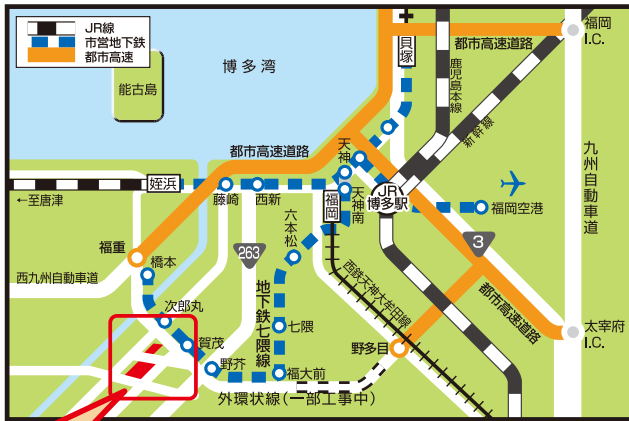 JR線
市営地下鉄
都市高速
博多湾
能古島
都市高速道路
福岡
I.C.
貝塚
鹿児島本線
新幹線
都市高速道路
天神
九州自動車道
姪浜
←至唐津
藤崎
西新
福岡
天神南
JR
博多駅
福岡空港
六本松
263
3
福重
橋本
西九州自動車道
次郎丸
地下鉄七隈線
西鉄天神大牟田線
都市高速道路
太宰府
I.C.
賀茂
七隈
野多目
野芥
福大前
外環状線(一部工事中)